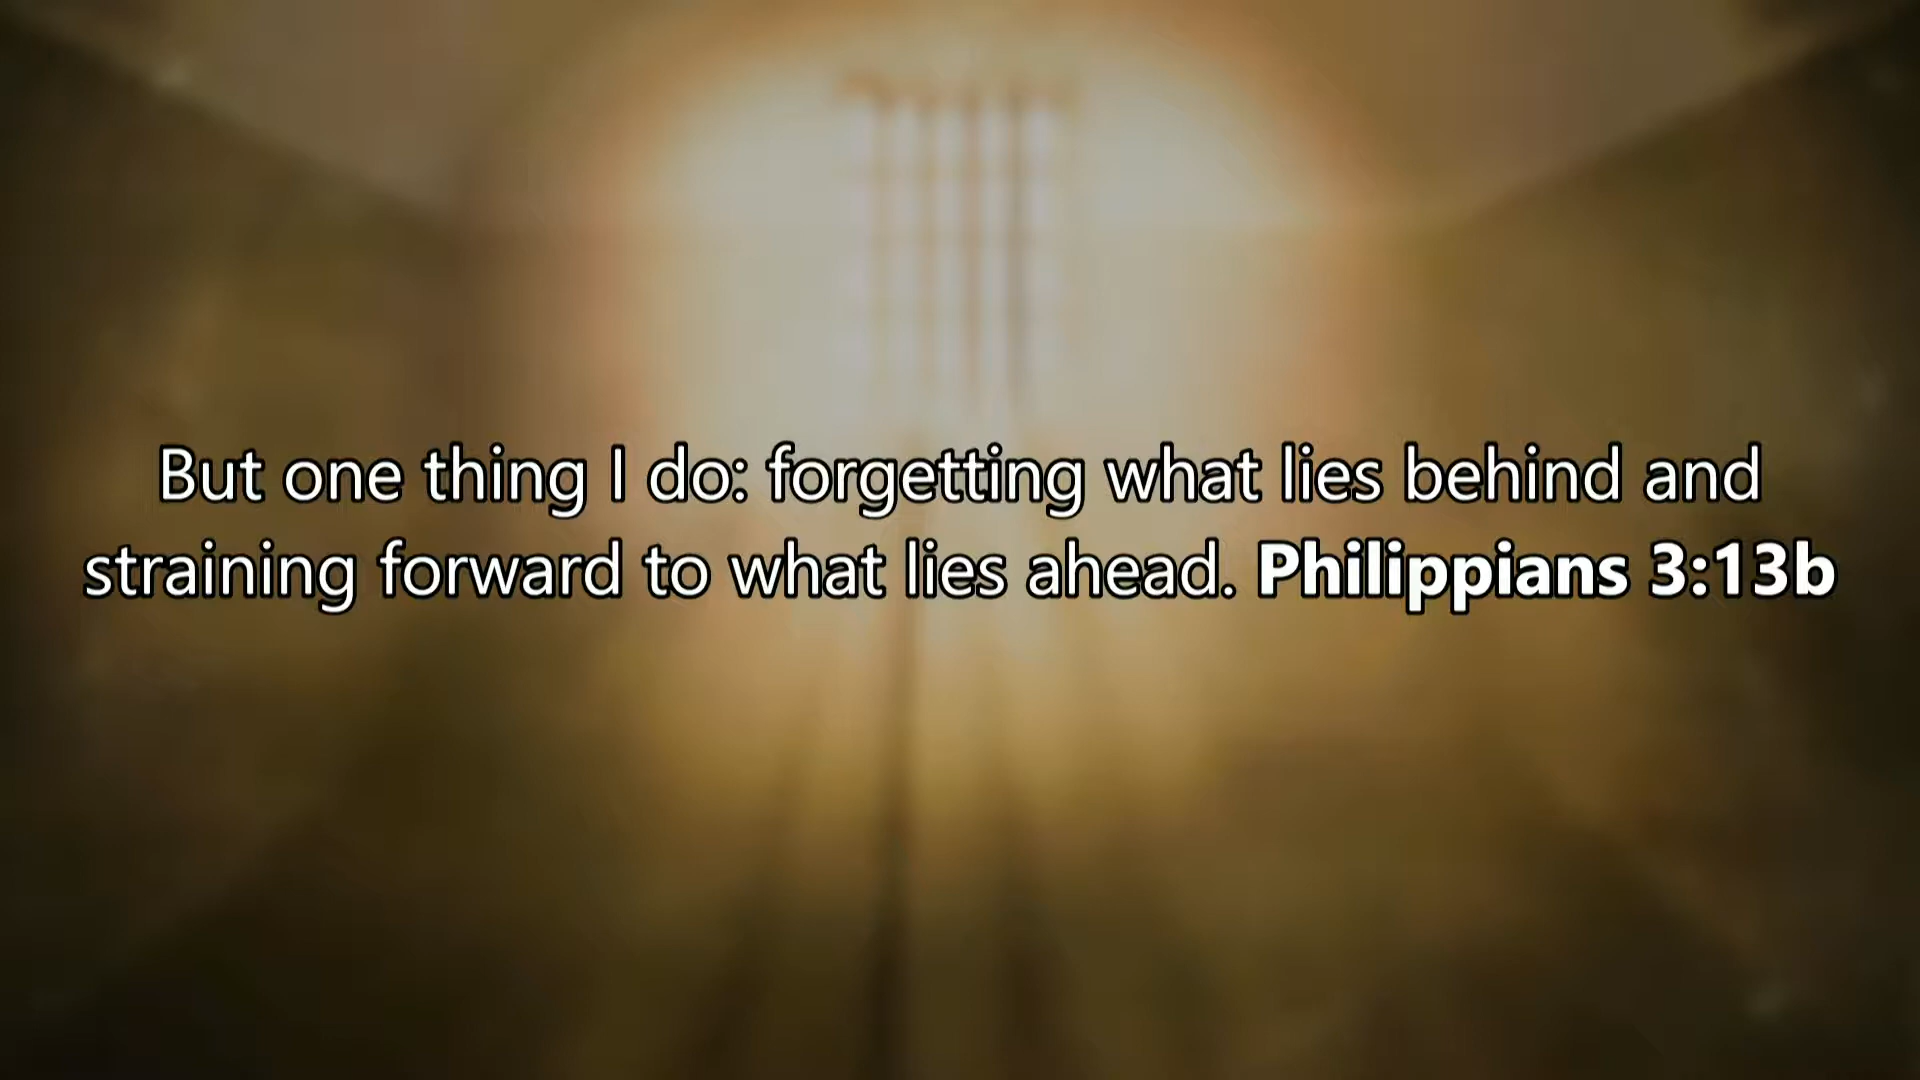 But one thing I do: forgetting what lies behind and
straining forward to what lies ahead. Philippians 3:13b